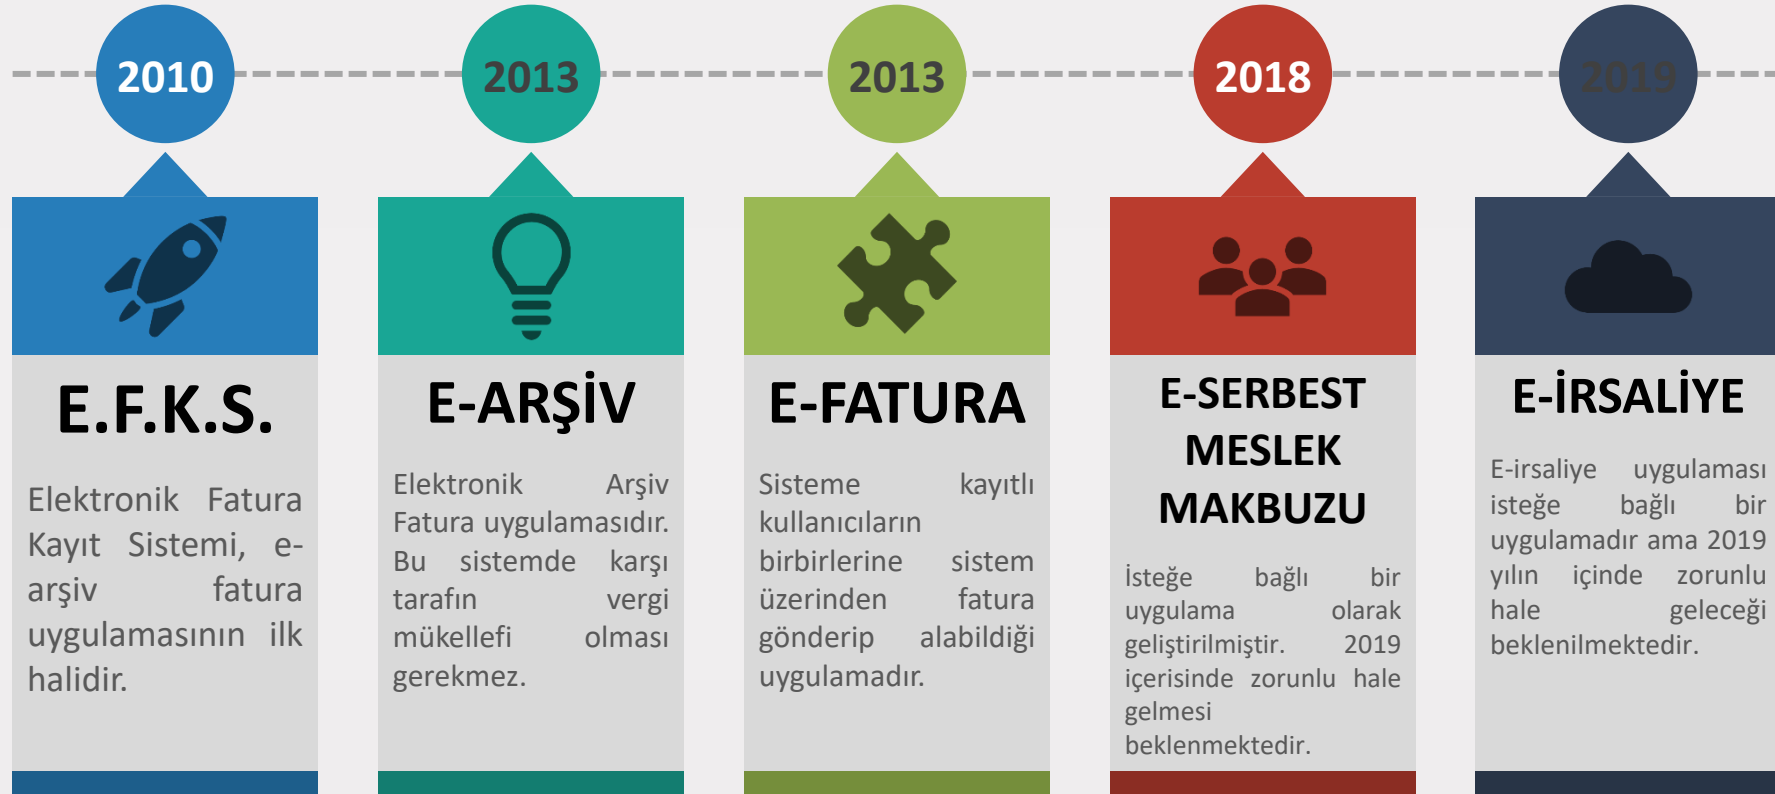 2010
2013
2013
2018
2019
E.F.K.S.
Elektronik Fatura
Kayıt Sistemi, e-
arşiv fatura
uygulamasının ilk
halidir.
E-ARŞİV
Elektronik Arşiv
Fatura uygulamasıdır.
Bu sistemde karşı
tarafın vergi
mükellefi olması
gerekmez.
E-FATURA
Sisteme kayıtlı
kullanıcıların
birbirlerine sistem
üzerinden fatura
gönderip alabildiği
uygulamadır.
E-SERBEST
MESLEK
MAKBUZU
İsteğe bağlı bir
uygulama olarak
geliştirilmiştir. 2019
içerisinde zorunlu hale
gelmesi
beklenmektedir.
E-İRSALİYE
E-irsaliye uygulaması
isteğe bağlı bir
uygulamadır ama 2019
yılın içinde zorunlu
hale geleceği
beklenilmektedir.